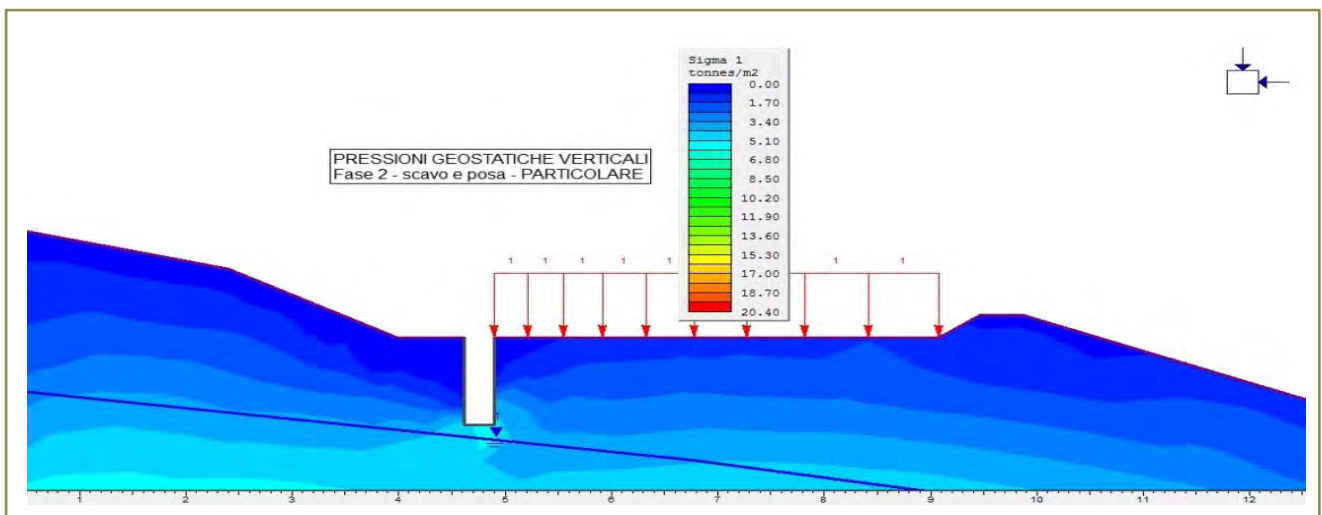 Sigma 1
tonnes/m2
0.00
1.70
3.40
5.10
6.80
8.50
10.20
11.90
13.60
15.30
17.00
18.70
20.40
PRESSIONI GEOSTATICHE VERTICALI
Fase 2 - scavo e posa - PARTICOLARE
1 1 1 1 1 1 1
1
1 2 3 4 5 6 7 8 9 10 11 12